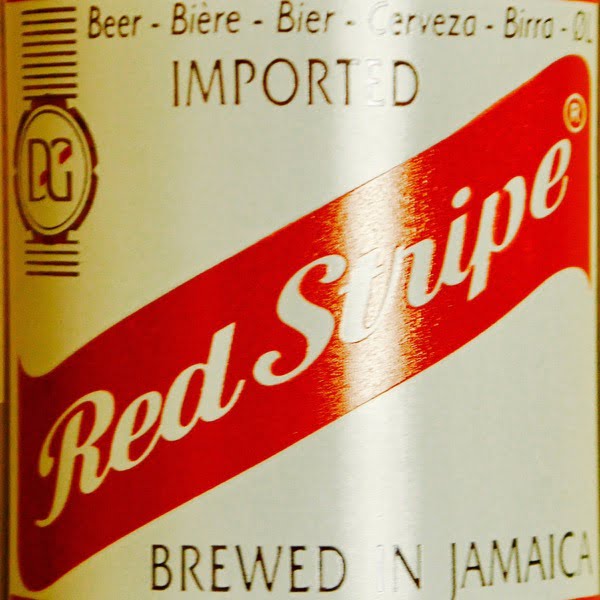 Beer - Bière - Bier - Cerveza - Birra - ØL
IMPORTED
DG
Red Stripe®
BREWED IN JAMAICA